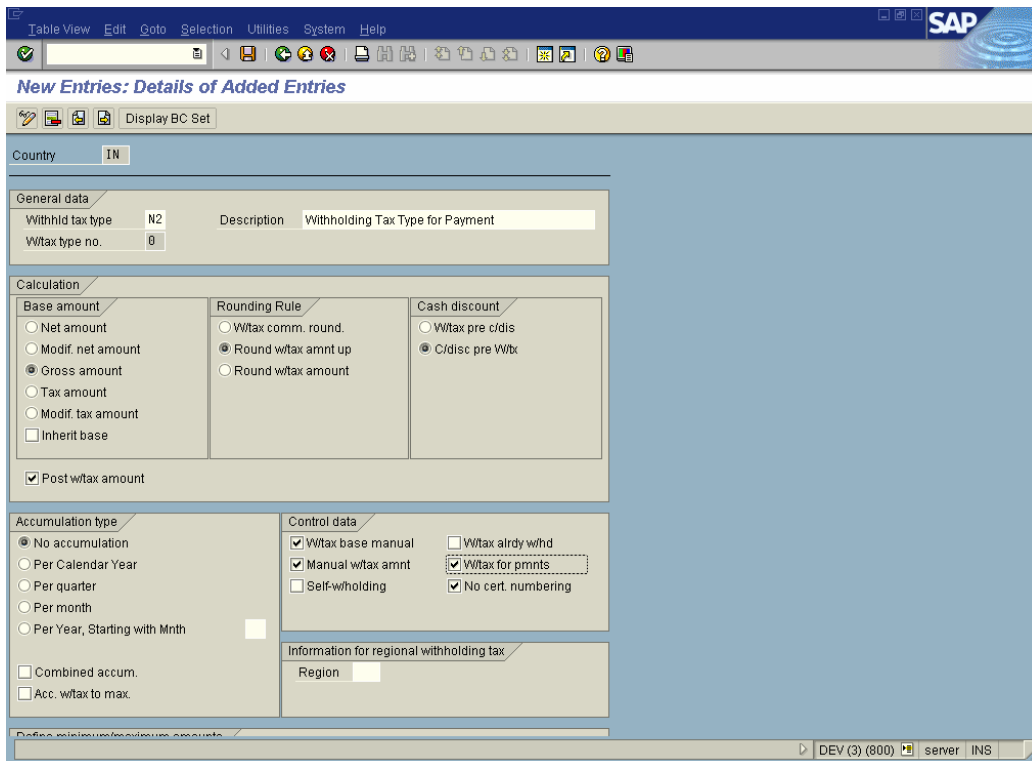 Table View Edit Goto Selection Utilities System Help
SAP
New Entries: Details of Added Entries
Display BC Set
Country IN
General data
Withhld tax type N2 Description Withholding Tax Type for Payment
W/tax type no. 0
Calculation
Base amount Rounding Rule Cash discount
Net amount W/tax comm. round. W/tax pre c/dis
Modif. net amount Round w/tax amnt up C/disc pre W/tx
Gross amount Round w/tax amount
Tax amount
Modif. tax amount
Inherit base
Post w/tax amount
Accumulation type Control data
No accumulation W/tax base manual W/tax alrdy w/hd
Per Calendar Year Manual w/tax amnt W/tax for pmnts
Per quarter Self-w/holding No cert. numbering
Per month
Per Year, Starting with Mnth
Information for regional withholding tax
Combined accum. Region
Acc. w/tax to max.
Define minimum/maximum amounts
DEV (3) (800) server INS